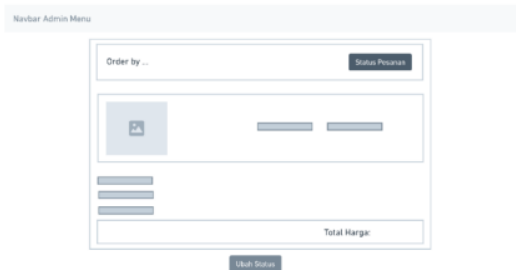 Navbar Admin Menu
Order by ...
Status Pesanan
Total Harga:
Ubah Status